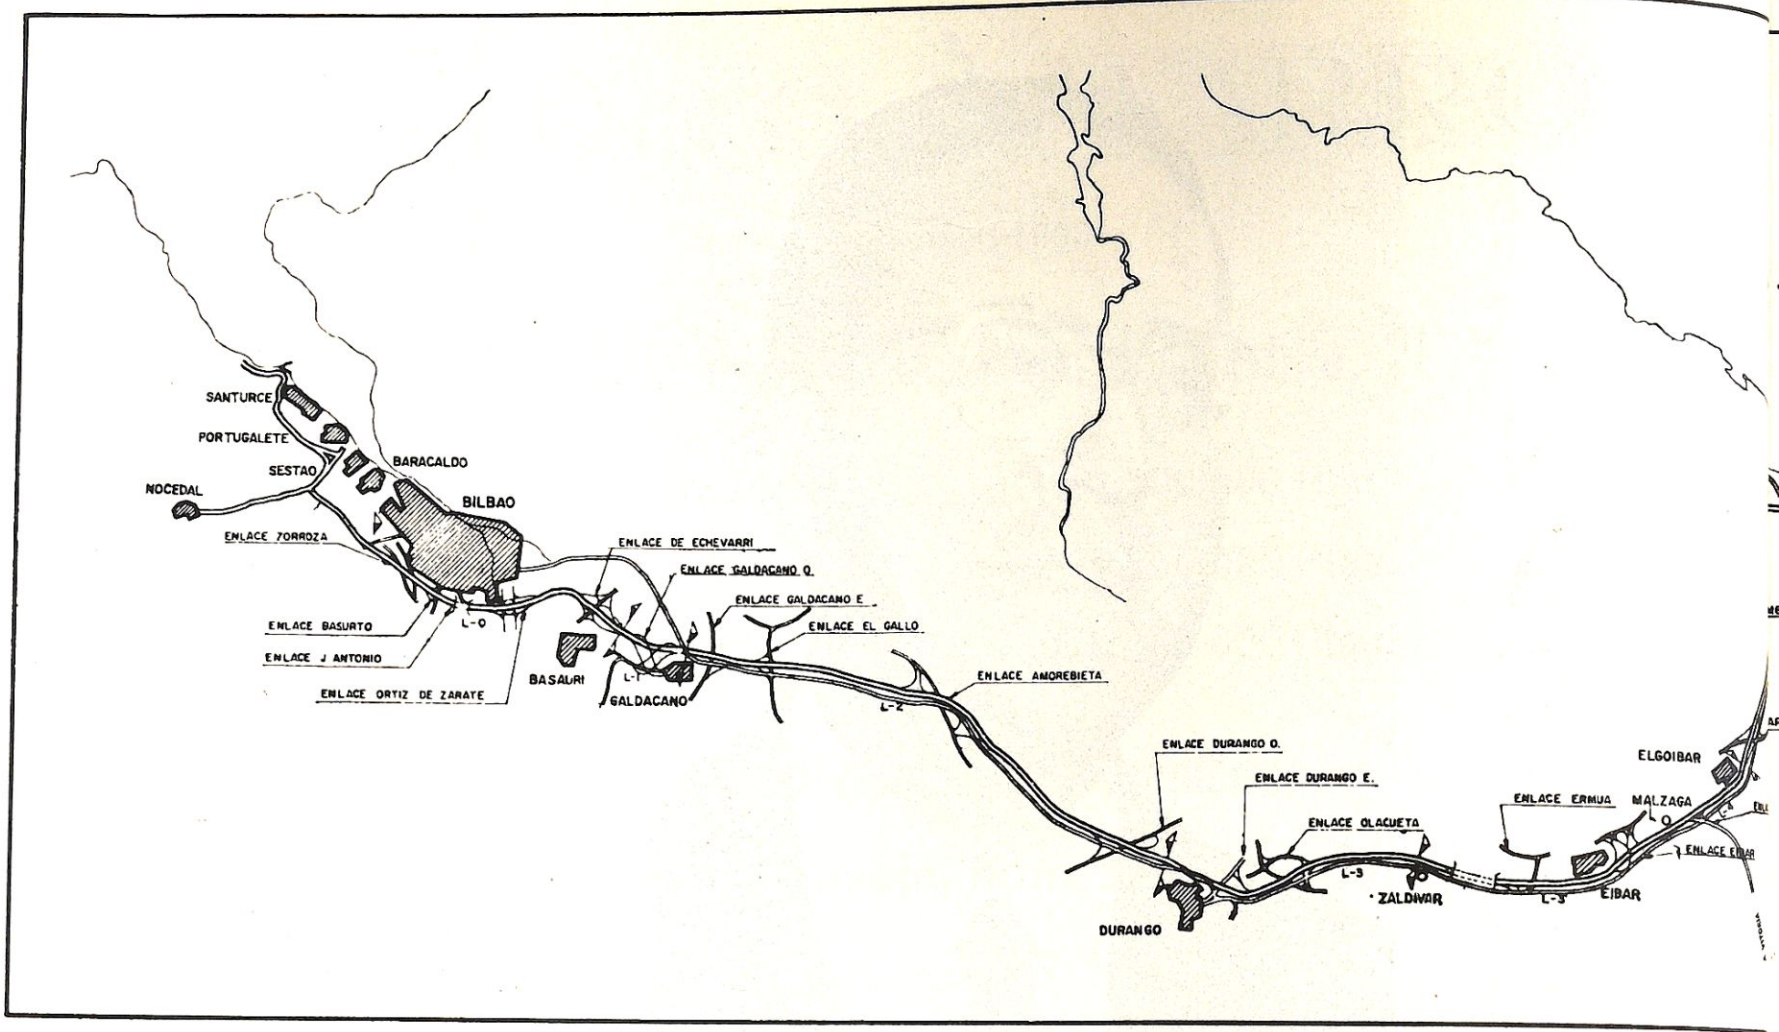 SANTURCE
PORTUGALETE
SESTAO
BARACALDO
NOCEDAL
BILBAO
ENLACE ZORROZA
ENLACE DE ECHEVARRI
ENLACE GALDACANO O.
ENLACE GALDACANO E.
ENLACE BASURTO
L-0
ENLACE EL GALLO
ENLACE J ANTONIO
BASAURI
L-1
ENLACE AMOREBIETA
ENLACE ORTIZ DE ZARATE
GALDACANO
L-2
ENLACE DURANGO O.
ELGOIBAR
ENLACE DURANGO E.
ENLACE ERMUA
MALZAGA
ENLACE OLACUETA
ENLACE EIBAR
L-3
ZALDIVAR
L-3
EIBAR
DURANGO